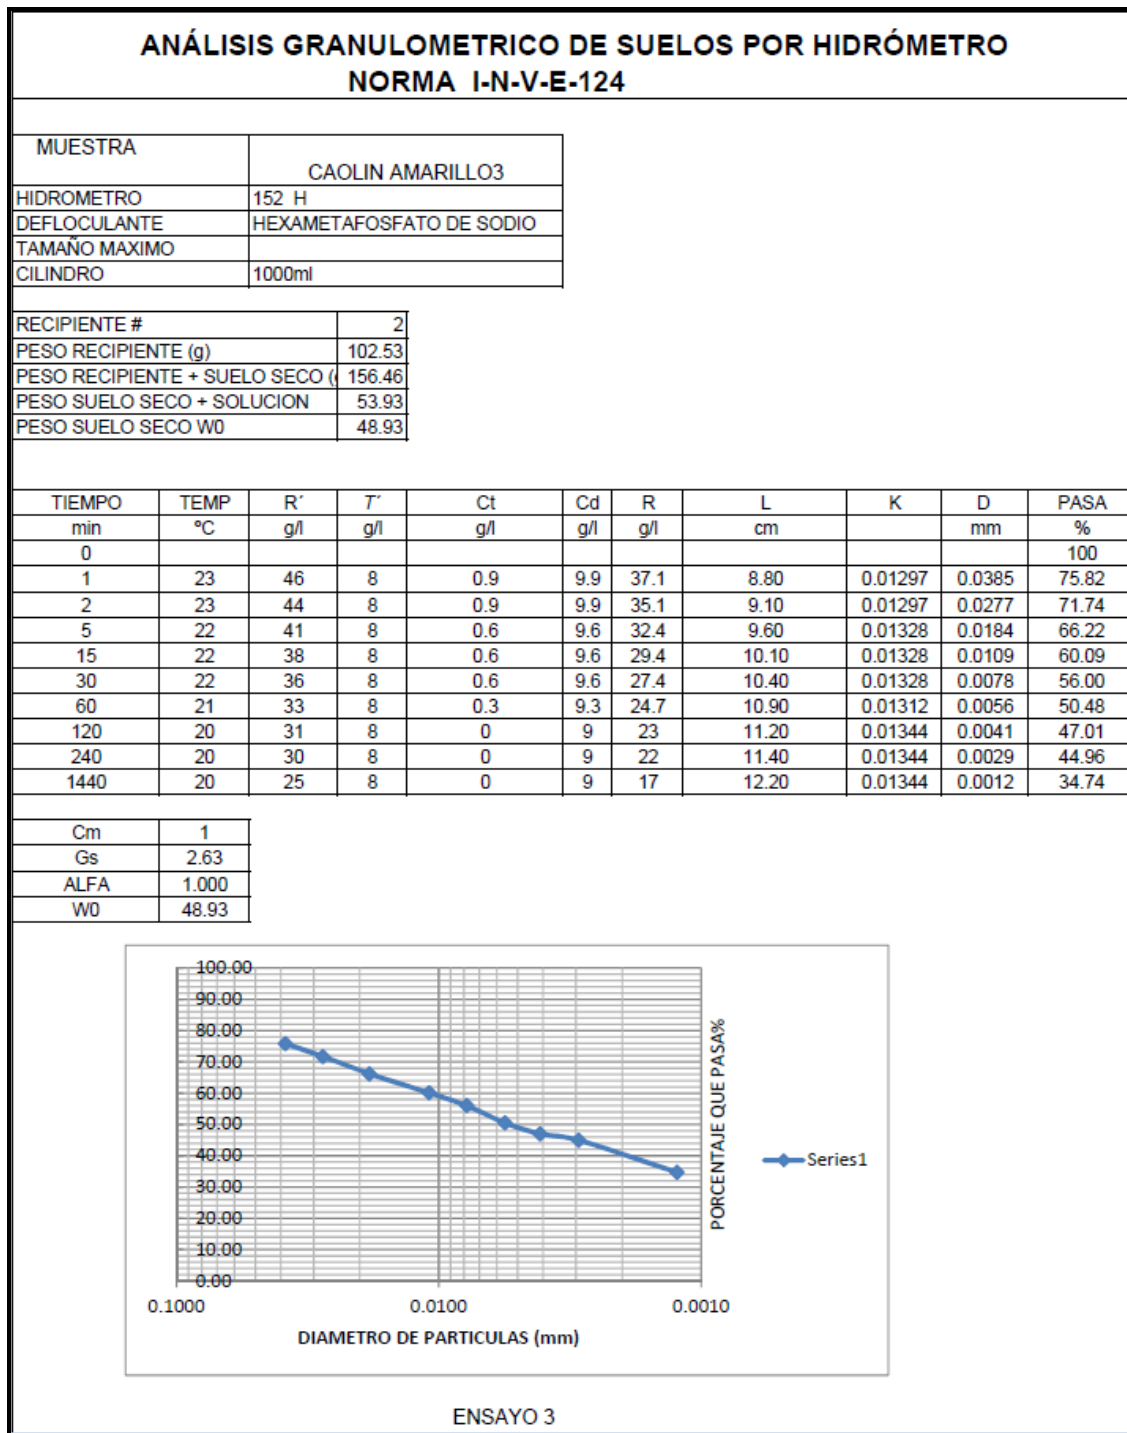 ANÁLISIS GRANULOMETRICO DE SUELOS POR HIDRÓMETRO
NORMA I-N-V-E-124
MUESTRA CAOLIN AMARILLO3
HIDROMETRO 152 H
DEFLOCULANTE HEXAMETAFOSFATO DE SODIO
TAMAÑO MAXIMO
CILINDRO 1000ml
RECIPIENTE # 2
PESO RECIPIENTE (g) 102.53
PESO RECIPIENTE + SUELO SECO ( 156.46
PESO SUELO SECO + SOLUCION 53.93
PESO SUELO SECO W0 48.93
TIEMPO TEMP R´ T´ Ct Cd R L K D PASA
min ºC g/l g/l g/l g/l g/l cm mm %
0 100
1 23 46 8 0.9 9.9 37.1 8.80 0.01297 0.0385 75.82
2 23 44 8 0.9 9.9 35.1 9.10 0.01297 0.0277 71.74
5 22 41 8 0.6 9.6 32.4 9.60 0.01328 0.0184 66.22
15 22 38 8 0.6 9.6 29.4 10.10 0.01328 0.0109 60.09
30 22 36 8 0.6 9.6 27.4 10.40 0.01328 0.0078 56.00
60 21 33 8 0.3 9.3 24.7 10.90 0.01312 0.0056 50.48
120 20 31 8 0 9 23 11.20 0.01344 0.0041 47.01
240 20 30 8 0 9 22 11.40 0.01344 0.0029 44.96
1440 20 25 8 0 9 17 12.20 0.01344 0.0012 34.74
Cm 1
Gs 2.63
ALFA 1.000
W0 48.93
100.00
90.00
80.00
70.00
60.00
50.00
40.00
30.00
20.00
10.00
0.00
0.1000 0.0100 0.0010
DIAMETRO DE PARTICULAS (mm)
PORCENTAJE QUE PASA%
Series1
ENSAYO 3